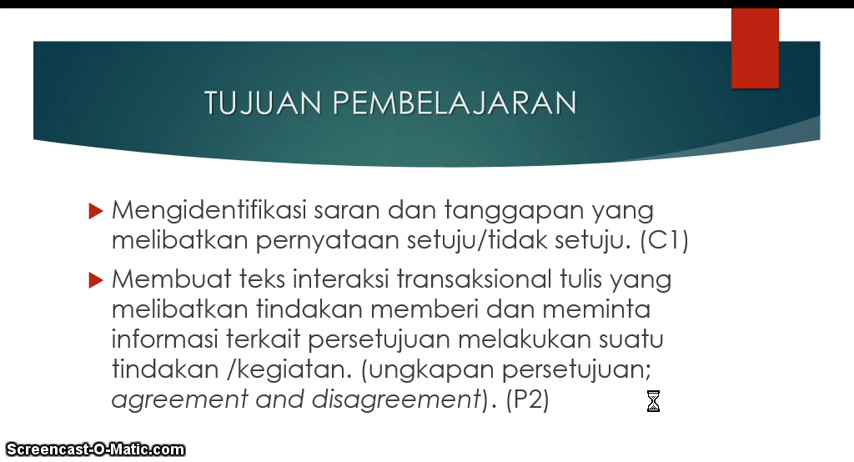 TUJUAN PEMBELAJARAN
Mengidentifikasi saran dan tanggapan yang
melibatkan pernyataan setuju/tidak setuju. (C1)
Membuat teks interaksi transaksional tulis yang
melibatkan tindakan memberi dan meminta
informasi terkait persetujuan melakukan suatu
tindakan /kegiatan. (ungkapan persetujuan;
agreement and disagreement). (P2)
Screencast-O-Matic.com